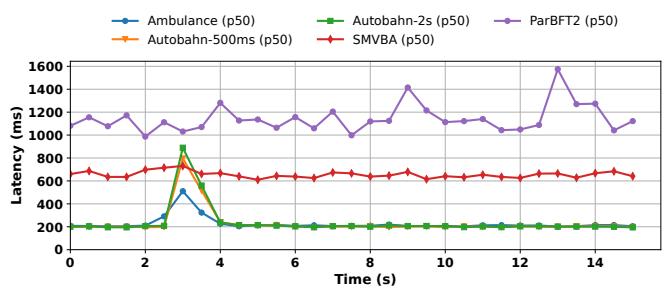 Ambulance (p50) Autobahn-2s (p50) ParBFT2 (p50)
Autobahn-500ms (p50) SMVBA (p50)
1600
1400
1200
1000
800
600
400
200
0
Latency (ms)
0 2 4 6 8 10 12 14
Time (s)